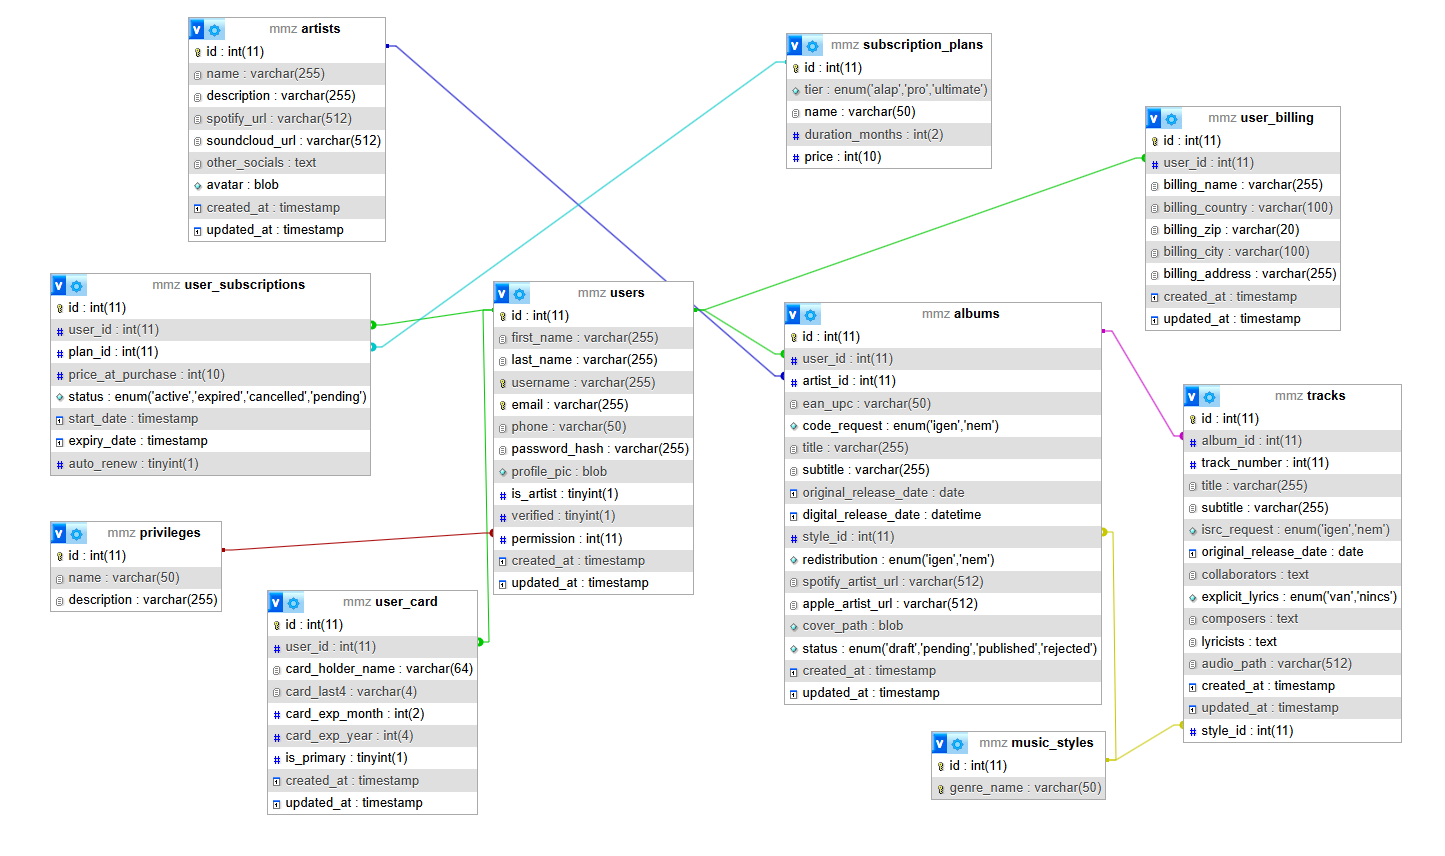 mmz artists
id : int(11)
name : varchar(255)
description : varchar(255)
spotify_url : varchar(512)
soundcloud_url : varchar(512)
other_socials : text
avatar : blob
created_at : timestamp
updated_at : timestamp
mmz subscription_plans
id : int(11)
tier : enum('alap','pro','ultimate')
name : varchar(50)
duration_months : int(2)
price : int(10)
mmz user_billing
id : int(11)
user_id : int(11)
billing_name : varchar(255)
billing_country : varchar(100)
billing_zip : varchar(20)
billing_city : varchar(100)
billing_address : varchar(255)
created_at : timestamp
updated_at : timestamp
mmz user_subscriptions
id : int(11)
user_id : int(11)
plan_id : int(11)
price_at_purchase : int(10)
status : enum('active','expired','cancelled','pending')
start_date : timestamp
expiry_date : timestamp
auto_renew : tinyint(1)
mmz users
id : int(11)
first_name : varchar(255)
last_name : varchar(255)
username : varchar(255)
email : varchar(255)
phone : varchar(50)
password_hash : varchar(255)
profile_pic : blob
is_artist : tinyint(1)
verified : tinyint(1)
permission : int(11)
created_at : timestamp
updated_at : timestamp
mmz albums
id : int(11)
user_id : int(11)
artist_id : int(11)
ean_upc : varchar(50)
code_request : enum('igen','nem')
title : varchar(255)
subtitle : varchar(255)
original_release_date : date
digital_release_date : datetime
style_id : int(11)
redistribution : enum('igen','nem')
spotify_artist_url : varchar(512)
apple_artist_url : varchar(512)
cover_path : blob
status : enum('draft','pending','published','rejected')
created_at : timestamp
updated_at : timestamp
mmz tracks
id : int(11)
album_id : int(11)
track_number : int(11)
title : varchar(255)
subtitle : varchar(255)
isrc_request : enum('igen','nem')
original_release_date : date
collaborators : text
explicit_lyrics : enum('van','nincs')
composers : text
lyricists : text
audio_path : varchar(512)
created_at : timestamp
updated_at : timestamp
style_id : int(11)
mmz privileges
id : int(11)
name : varchar(50)
description : varchar(255)
mmz user_card
id : int(11)
user_id : int(11)
card_holder_name : varchar(64)
card_last4 : varchar(4)
card_exp_month : int(2)
card_exp_year : int(4)
is_primary : tinyint(1)
created_at : timestamp
updated_at : timestamp
mmz music_styles
id : int(11)
genre_name : varchar(50)